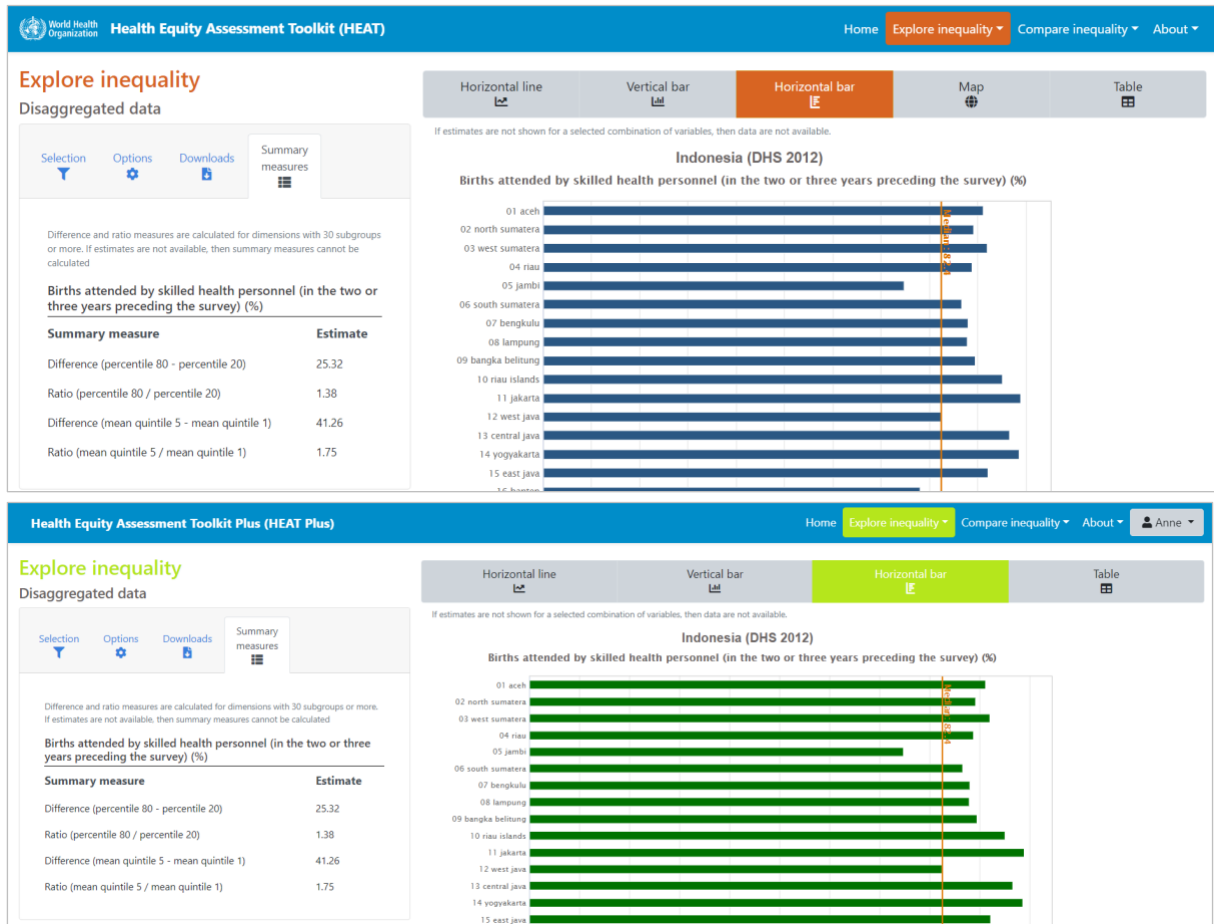 World Health
Organization
Health Equity Assessment Toolkit (HEAT)
Home
Explore inequality
Compare inequality
About
Explore inequality
Disaggregated data
Selection
Options
Downloads
Summary
measures
Difference and ratio measures are calculated for dimensions with 30 subgroups
or more. If estimates are not available, then summary measures cannot be
calculated
Births attended by skilled health personnel (in the two or
three years preceding the survey) (%)
Summary measure Estimate
Difference (percentile 80 - percentile 20) 25.32
Ratio (percentile 80 / percentile 20) 1.38
Difference (mean quintile 5 - mean quintile 1) 41.26
Ratio (mean quintile 5 / mean quintile 1) 1.75
Horizontal line
Vertical bar
Horizontal bar
Map
Table
If estimates are not shown for a selected combination of variables, then data are not available.
Indonesia (DHS 2012)
Births attended by skilled health personnel (in the two or three years preceding the survey) (%)
01 aceh
02 north sumatera
03 west sumatera
04 riau
05 jambi
06 south sumatera
07 bengkulu
08 lampung
09 bangka belitung
10 riau islands
11 jakarta
12 west java
13 central java
14 yogyakarta
15 east java
16 banten
Median: 82.4
Health Equity Assessment Toolkit Plus (HEAT Plus)
Home
Explore inequality
Compare inequality
About
Anne
Explore inequality
Disaggregated data
Selection
Options
Downloads
Summary
measures
Difference and ratio measures are calculated for dimensions with 30 subgroups or more.
If estimates are not available, then summary measures cannot be calculated
Births attended by skilled health personnel (in the two or three
years preceding the survey) (%)
Summary measure Estimate
Difference (percentile 80 - percentile 20) 25.32
Ratio (percentile 80 / percentile 20) 1.38
Difference (mean quintile 5 - mean quintile 1) 41.26
Ratio (mean quintile 5 / mean quintile 1) 1.75
Horizontal line
Vertical bar
Horizontal bar
Table
If estimates are not shown for a selected combination of variables, then data are not available.
Indonesia (DHS 2012)
Births attended by skilled health personnel (in the two or three years preceding the survey) (%)
01 aceh
02 north sumatera
03 west sumatera
04 riau
05 jambi
06 south sumatera
07 bengkulu
08 lampung
09 bangka belitung
10 riau islands
11 jakarta
12 west java
13 central java
14 yogyakarta
15 east java
Median: 82.4